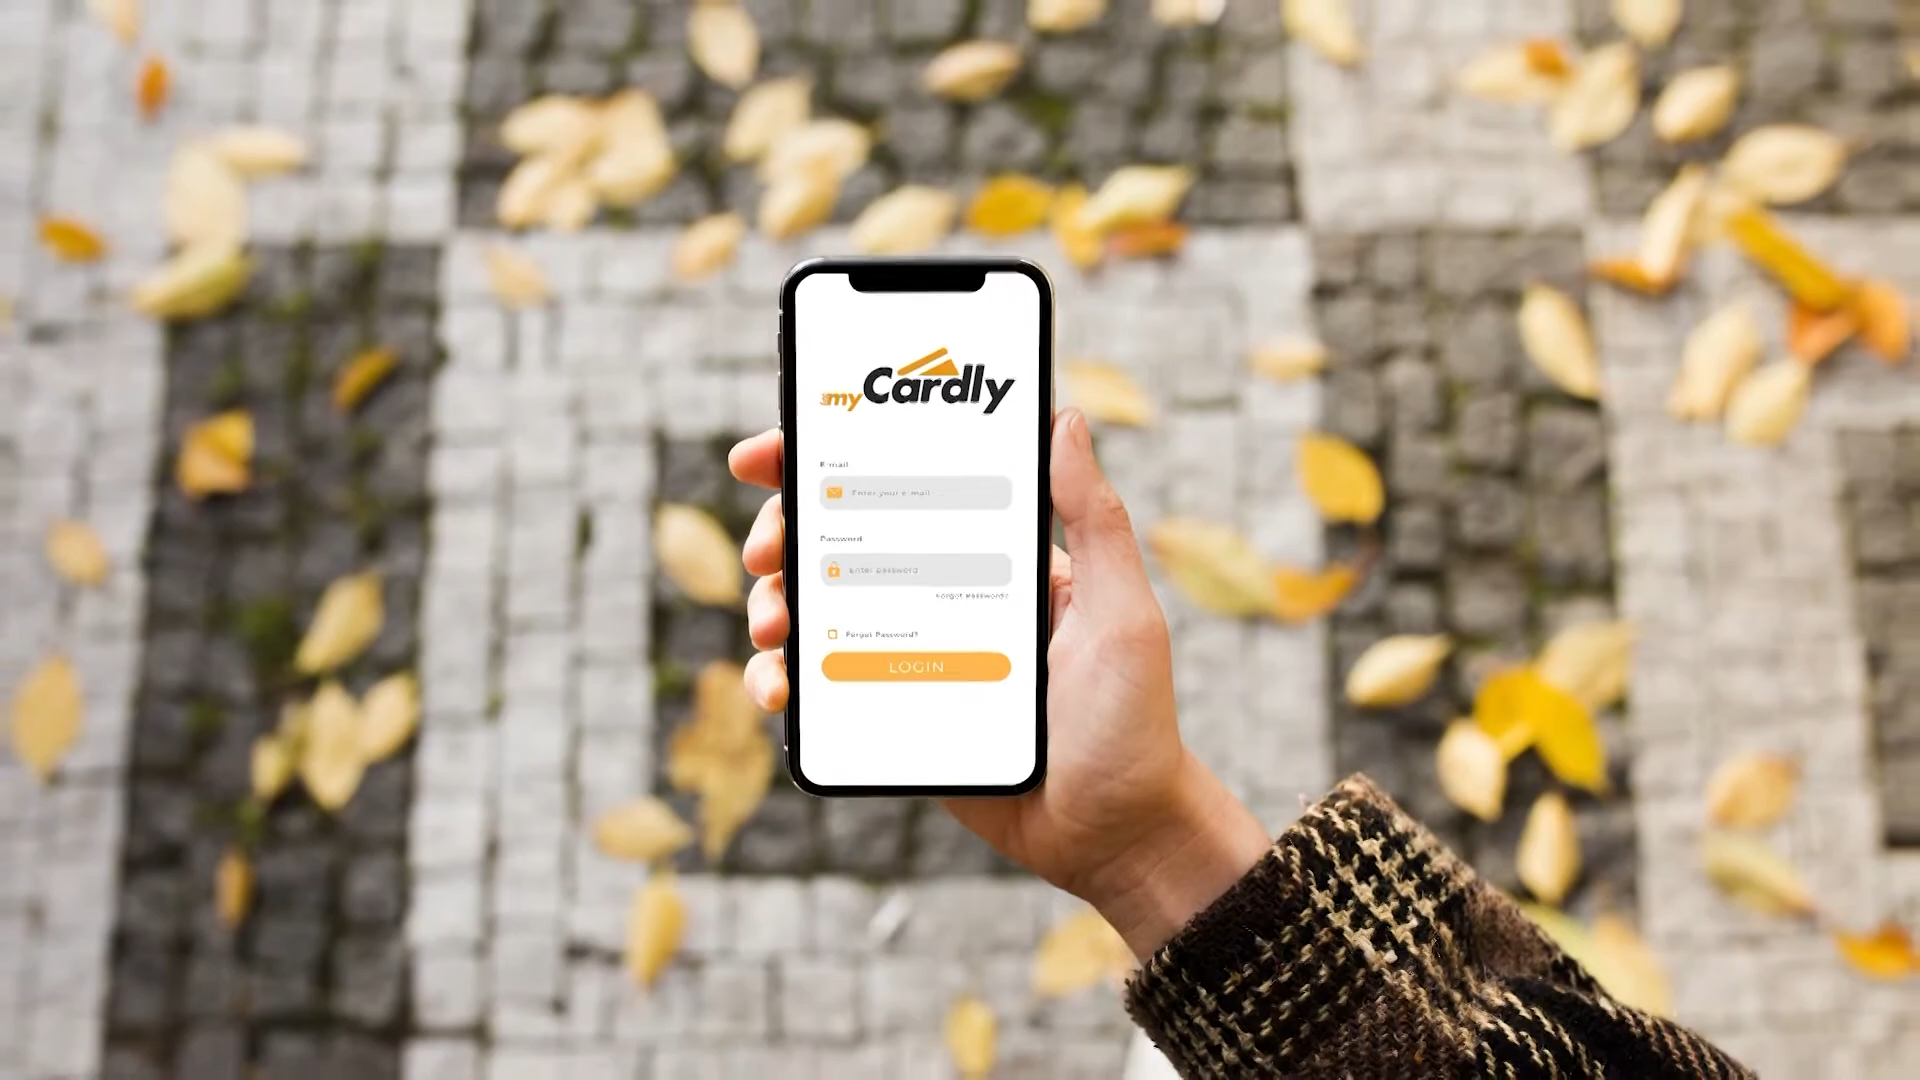 myCardly
E-mail
Enter your e-mail
Password
Enter password
Forgot Password?
Forgot Password?
LOGIN